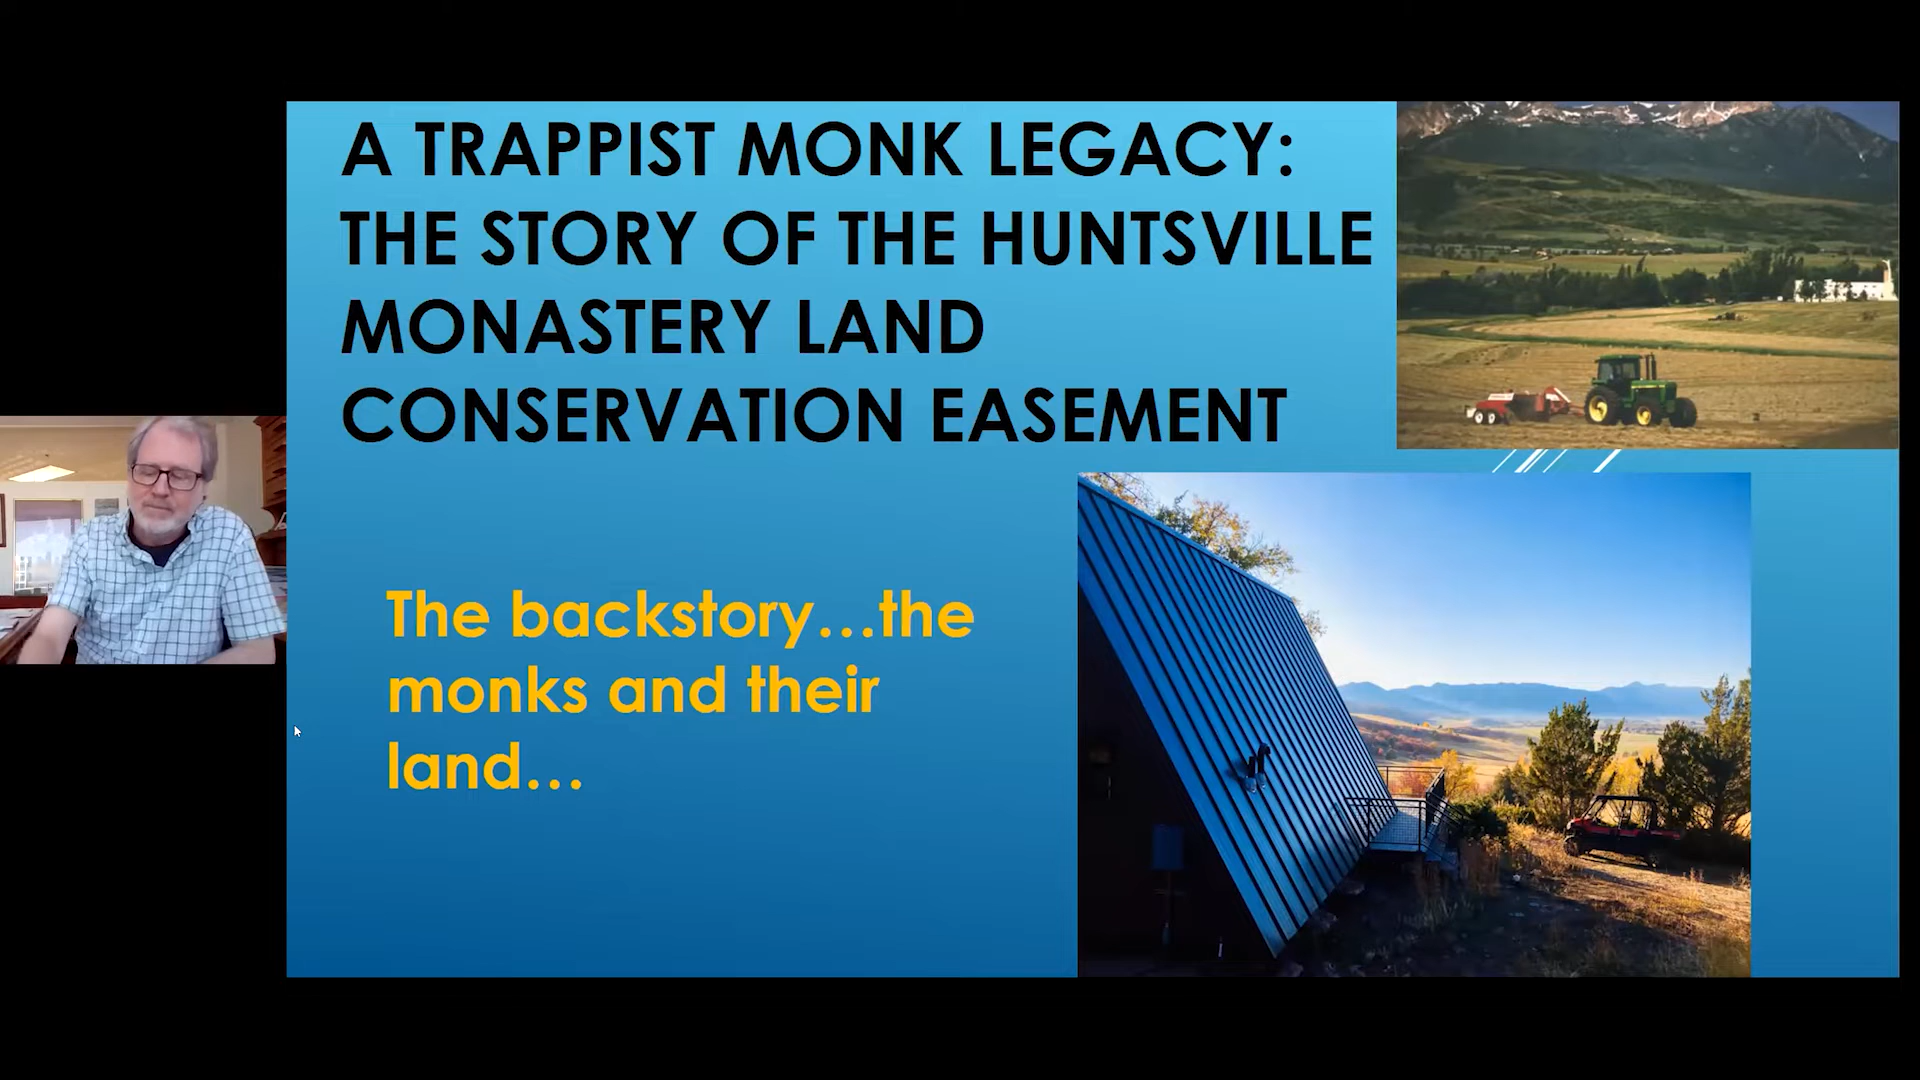 A TRAPPIST MONK LEGACY:
THE STORY OF THE HUNTSVILLE
MONASTERY LAND
CONSERVATION EASEMENT
The backstory...the
monks and their
land...